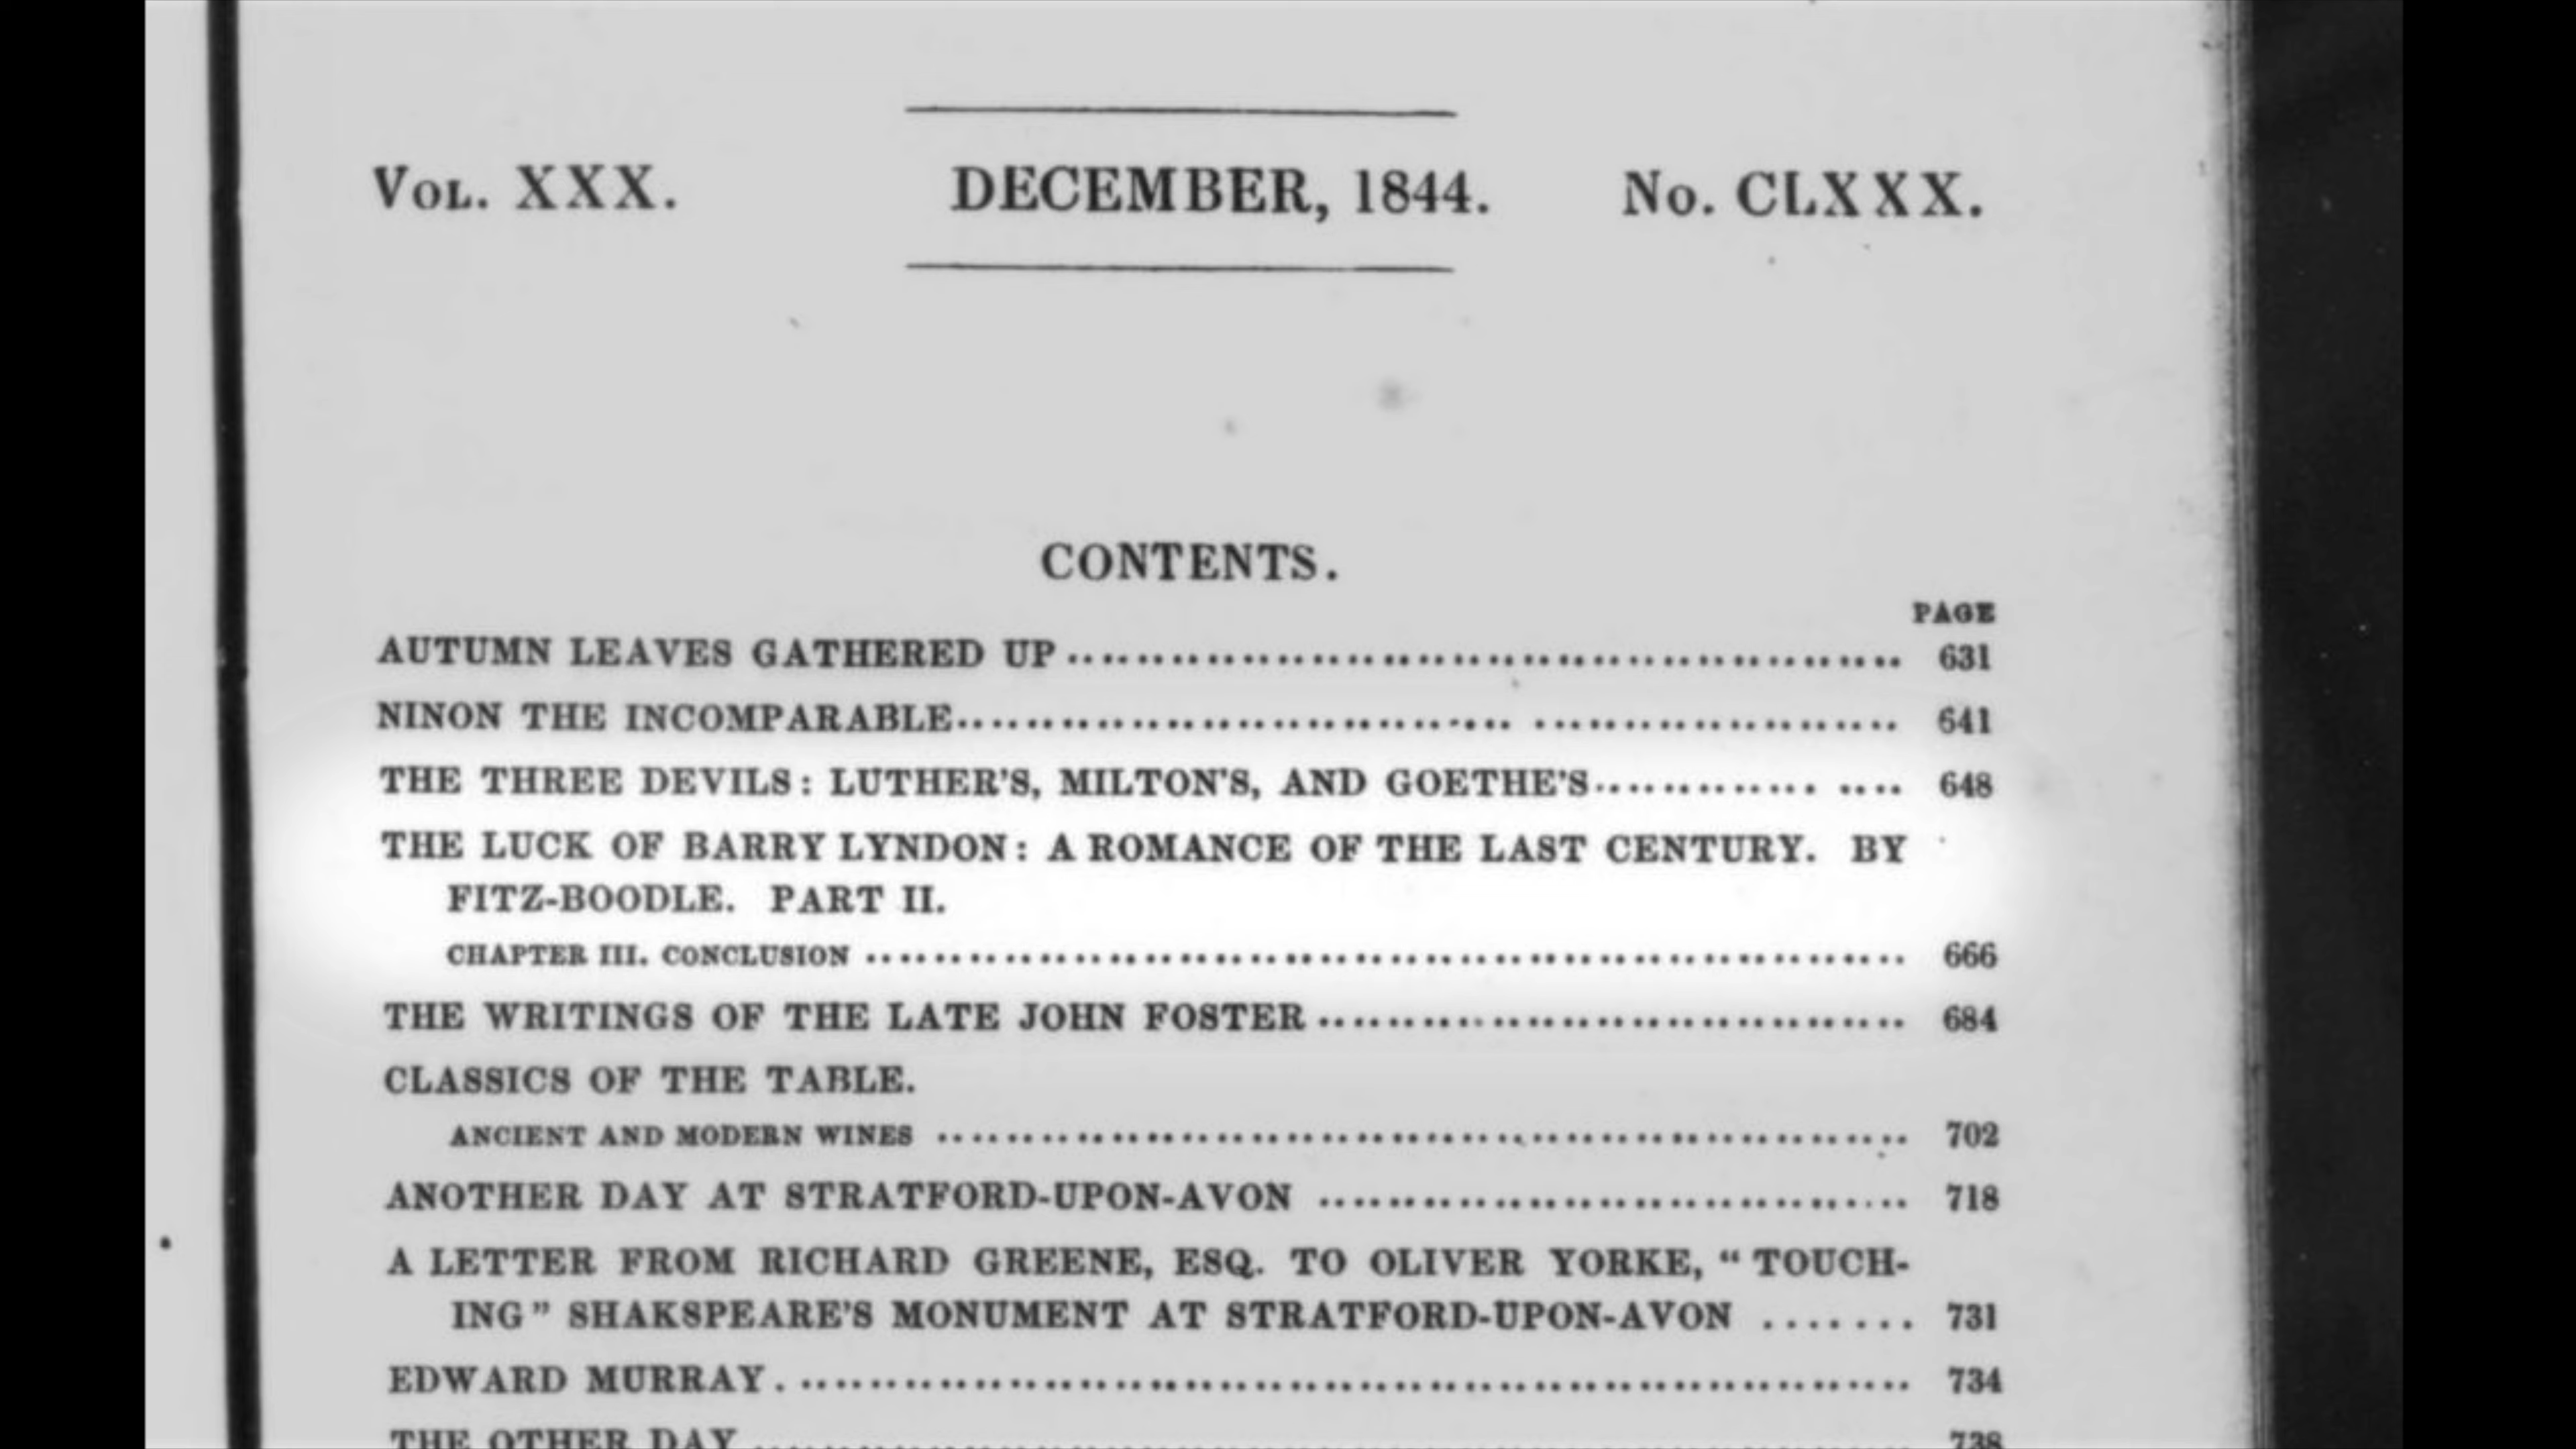 VOL. XXX. DECEMBER, 1844. No. CLXXX.
CONTENTS.
PAGE
AUTUMN LEAVES GATHERED UP 631
NINON THE INCOMPARABLE 641
THE THREE DEVILS: LUTHER'S, MILTON'S, AND GOETHE'S 648
THE LUCK OF BARRY LYNDON: A ROMANCE OF THE LAST CENTURY. BY
FITZ-BOODLE. PART II.
CHAPTER III. CONCLUSION 666
THE WRITINGS OF THE LATE JOHN FOSTER 684
CLASSICS OF THE TABLE.
ANCIENT AND MODERN WINES 702
ANOTHER DAY AT STRATFORD-UPON-AVON 718
A LETTER FROM RICHARD GREENE, ESQ. TO OLIVER YORKE, “TOUCH-
ING” SHAKSPEARE'S MONUMENT AT STRATFORD-UPON-AVON 731
EDWARD MURRAY. 734
THE OTHER DAY 738